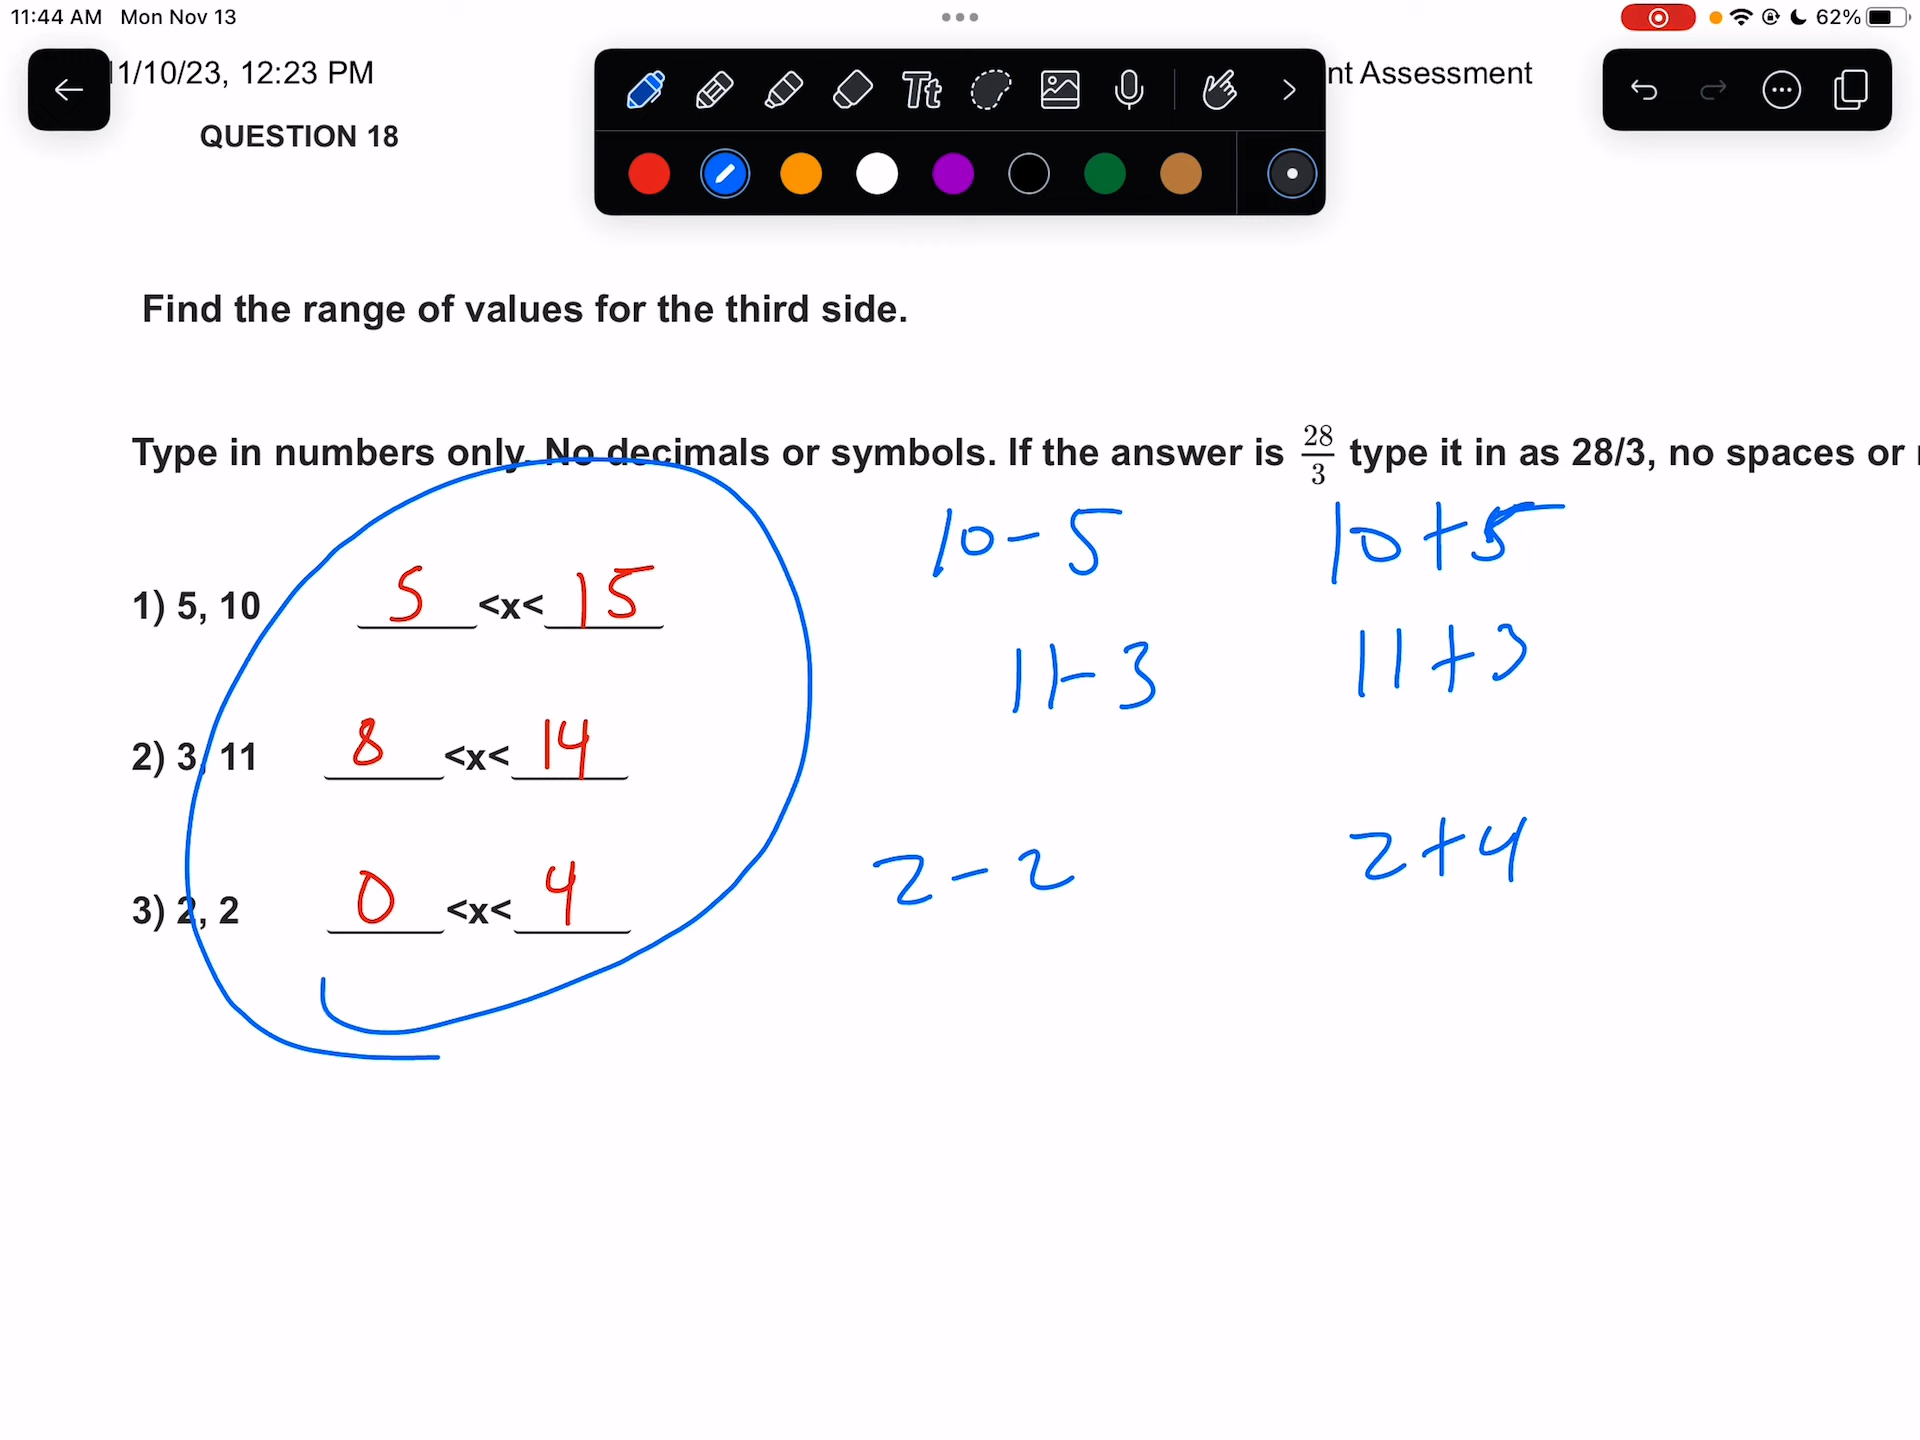 11:44 AM Mon Nov 13
62%
11/10/23, 12:23 PM
nt Assessment
Tt
QUESTION 18
Find the range of values for the third side.
Type in numbers only. No decimals or symbols. If the answer is 28/3 type it in as 28/3, no spaces or
10-5 10+5
1) 5, 10 5 <x< 15
11-3 11+3
2) 3, 11 8 <x< 14
2-2 2+4
3) 2, 2 0 <x< 4